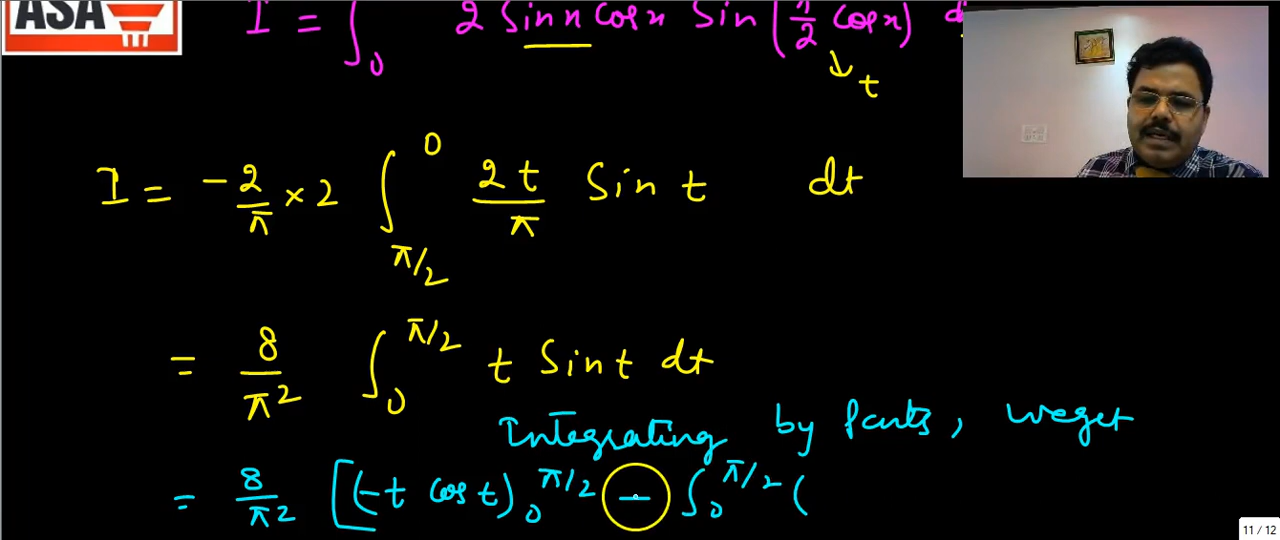 ASA
I = ∫₀ 2 Sinx Cosx Sin (π/2 Cosx) d
↓ t
I = -2/π × 2 ∫_{π/2}^{0} 2t/π Sin t dt
= 8/π² ∫₀^{π/2} t Sin t dt
Integrating by Parts, we get
= 8/π² [(-t cos t)₀^{π/2} - ∫₀^{π/2} (
11 / 12